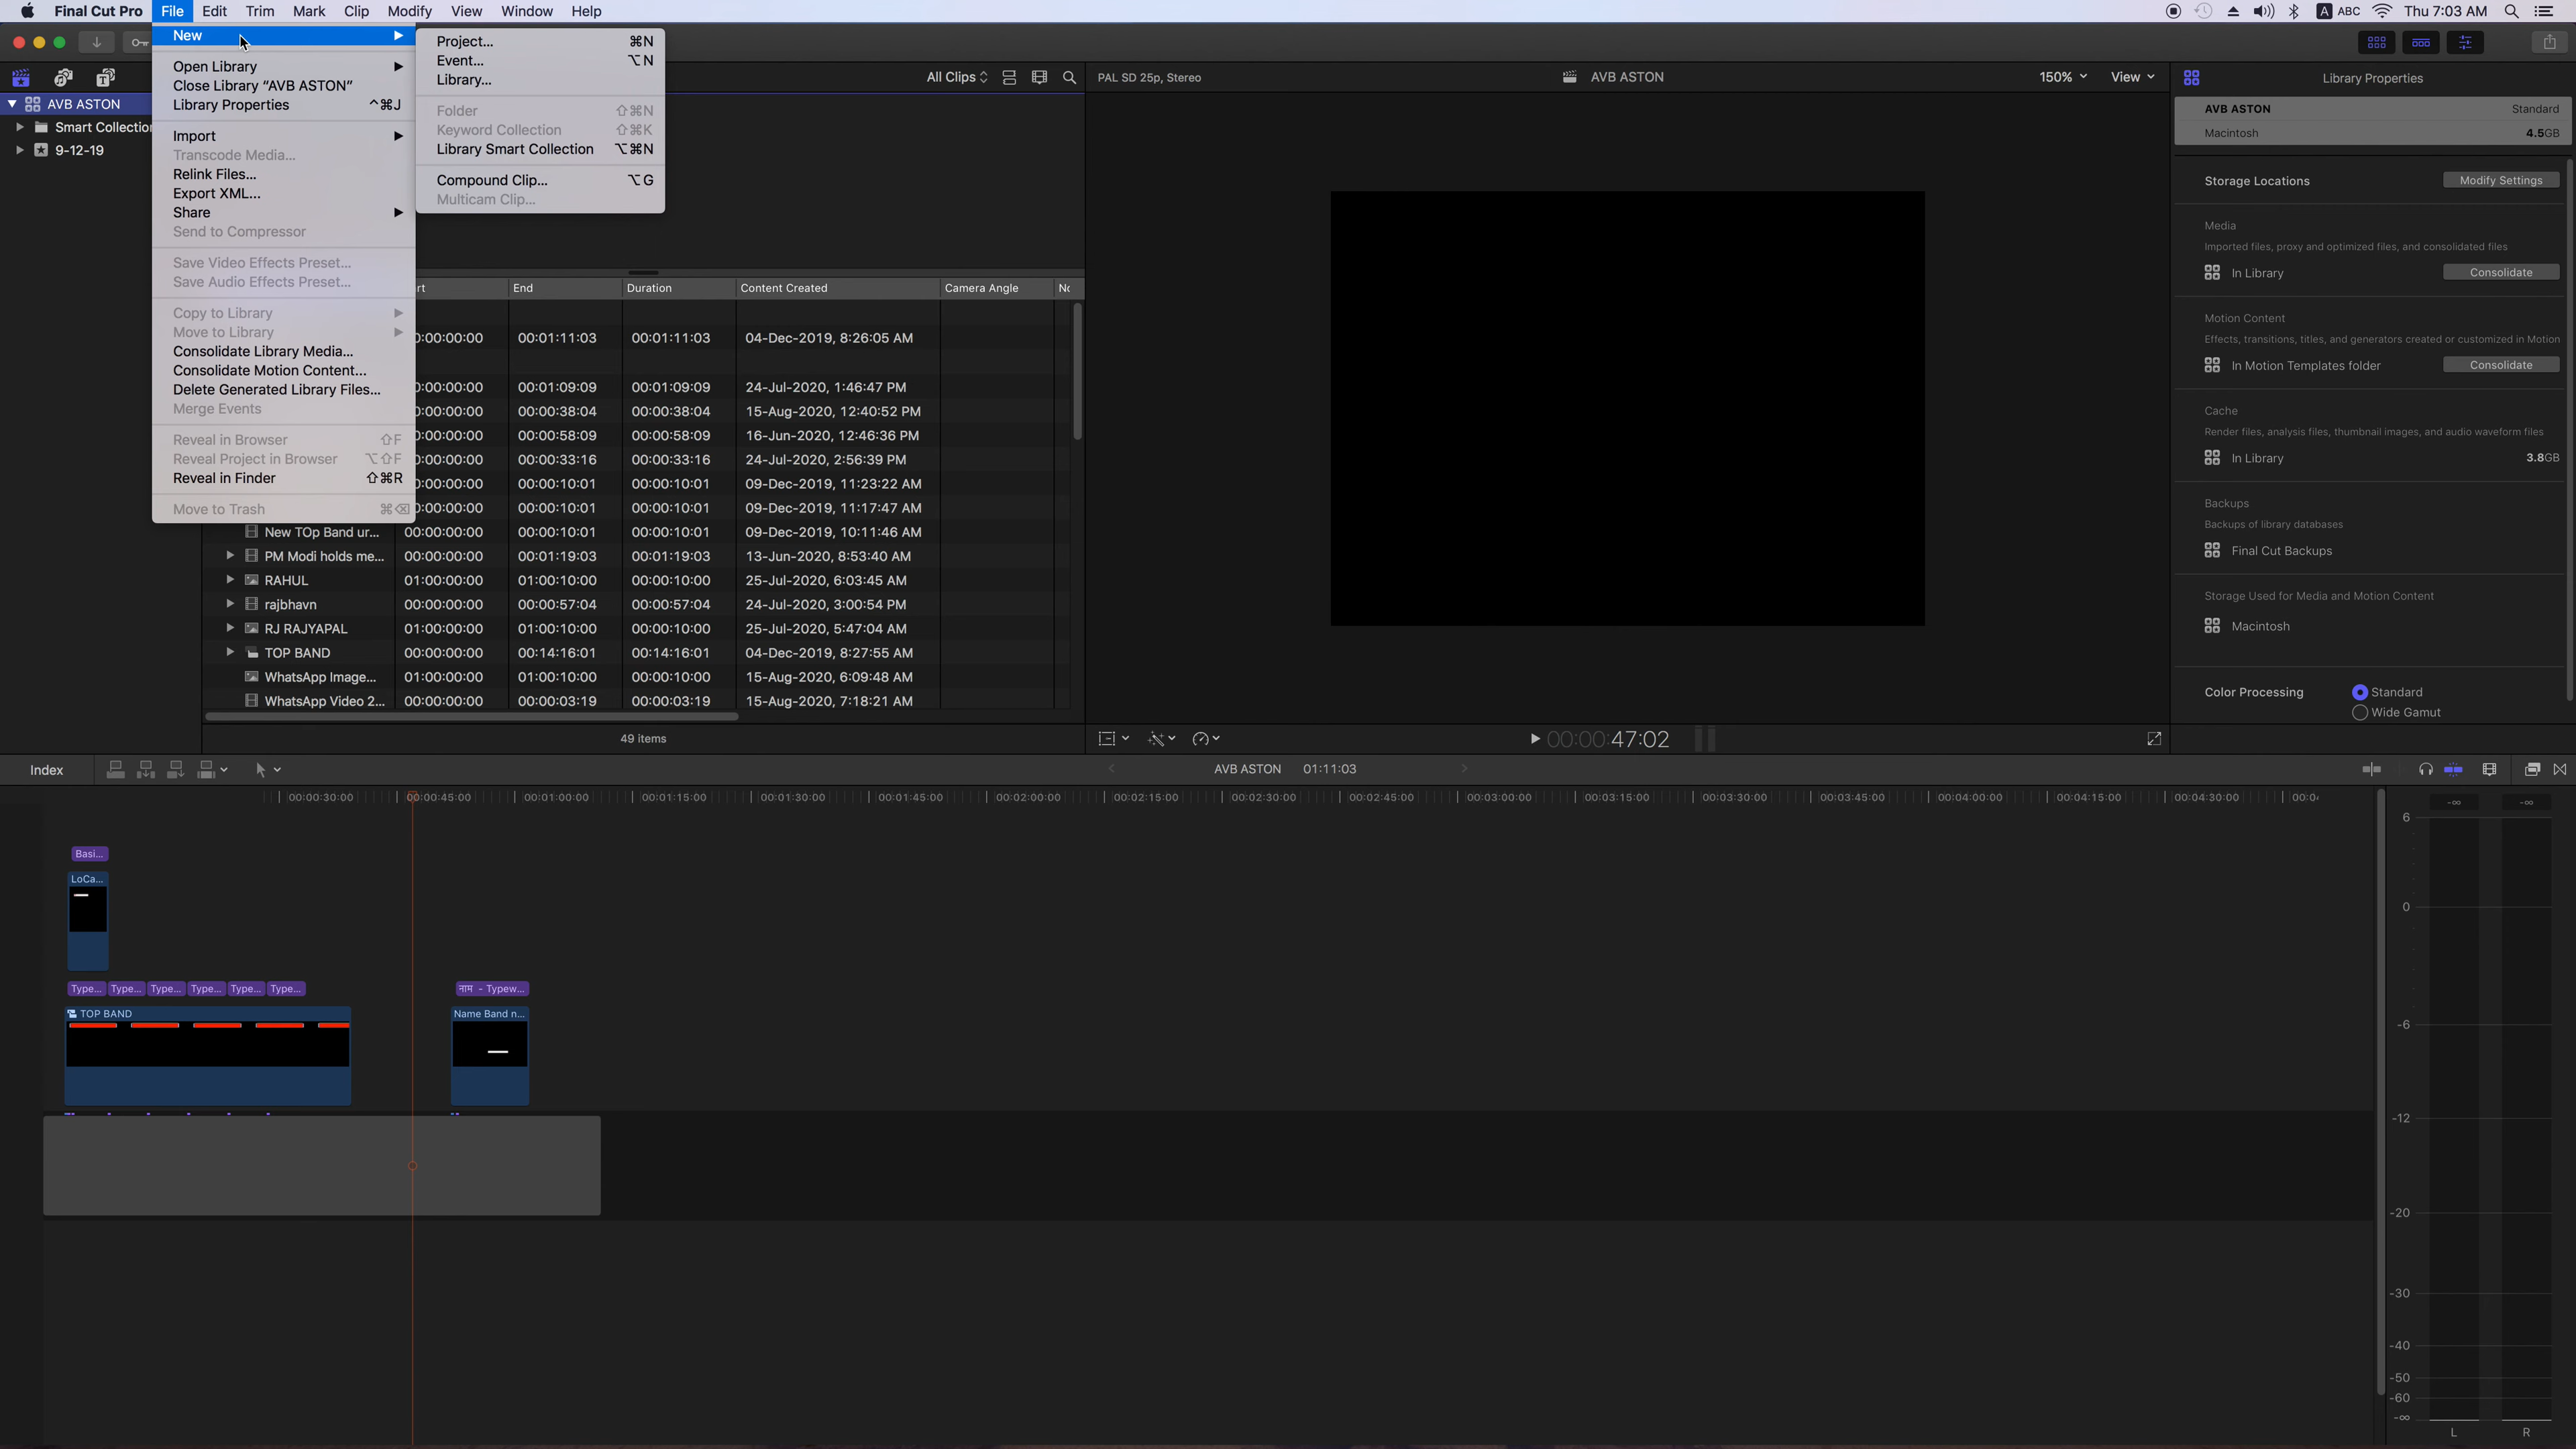 Final Cut Pro File Edit Trim Mark Clip Modify View Window Help
A ABC Thu 7:03 AM
New
Open Library
Close Library “AVB ASTON”
Library Properties ^⌘J
Import
Transcode Media...
Relink Files...
Export XML...
Share
Send to Compressor
Save Video Effects Preset...
Save Audio Effects Preset...
Copy to Library
Move to Library
Consolidate Library Media...
Consolidate Motion Content...
Delete Generated Library Files...
Merge Events
Reveal in Browser ⇧F
Reveal Project in Browser ⌥⇧F
Reveal in Finder ⇧⌘R
Move to Trash ⌘⌫
Project... ⌘N
Event... ⌥N
Library...
Folder ⇧⌘N
Keyword Collection ⇧⌘K
Library Smart Collection ⌥⌘N
Compound Clip... ⌥G
Multicam Clip...
AVB ASTON
Smart Collection
9-12-19
All Clips
PAL SD 25p, Stereo AVB ASTON 150% View
End Duration Content Created Camera Angle
00:01:11:03 00:01:11:03 04-Dec-2019, 8:26:05 AM
00:01:09:09 00:01:09:09 24-Jul-2020, 1:46:47 PM
00:00:38:04 00:00:38:04 15-Aug-2020, 12:40:52 PM
00:00:58:09 00:00:58:09 16-Jun-2020, 12:46:36 PM
00:00:33:16 00:00:33:16 24-Jul-2020, 2:56:39 PM
00:00:10:01 00:00:10:01 09-Dec-2019, 11:23:22 AM
00:00:10:01 00:00:10:01 09-Dec-2019, 11:17:47 AM
New TOp Band ur... 00:00:00:00 00:00:10:01 00:00:10:01 09-Dec-2019, 10:11:46 AM
PM Modi holds me... 00:00:00:00 00:01:19:03 00:01:19:03 13-Jun-2020, 8:53:40 AM
RAHUL 01:00:00:00 01:00:10:00 00:00:10:00 25-Jul-2020, 6:03:45 AM
rajbhavn 00:00:00:00 00:00:57:04 00:00:57:04 24-Jul-2020, 3:00:54 PM
RJ RAJYAPAL 01:00:00:00 01:00:10:00 00:00:10:00 25-Jul-2020, 5:47:04 AM
TOP BAND 00:00:00:00 00:14:16:01 00:14:16:01 04-Dec-2019, 8:27:55 AM
WhatsApp Image... 01:00:00:00 01:00:10:00 00:00:10:00 15-Aug-2020, 6:09:48 AM
WhatsApp Video 2... 00:00:00:00 00:00:03:19 00:00:03:19 15-Aug-2020, 7:18:21 AM
49 items
00:00:47:02
Library Properties
AVB ASTON Standard
Macintosh 4.5GB
Storage Locations Modify Settings
Media
Imported files, proxy and optimized files, and consolidated files
In Library Consolidate
Motion Content
Effects, transitions, titles, and generators created or customized in Motion
In Motion Templates folder Consolidate
Cache
Render files, analysis files, thumbnail images, and audio waveform files
In Library 3.8GB
Backups
Backups of library databases
Final Cut Backups
Storage Used for Media and Motion Content
Macintosh
Color Processing Standard
Wide Gamut
Index AVB ASTON 01:11:03
00:00:30:00 00:00:45:00 00:01:00:00 00:01:15:00 00:01:30:00 00:01:45:00 00:02:00:00 00:02:15:00 00:02:30:00 00:02:45:00 00:03:00:00 00:03:15:00 00:03:30:00 00:03:45:00 00:04:00:00 00:04:15:00 00:04:30:00
Basi...
LoCa...
Type... Type... Type... Type... Type... Type... नाम - Typew...
TOP BAND Name Band n...
-∞ -∞
6
0
-6
-12
-20
-30
-40
-50
-60
-∞
L R